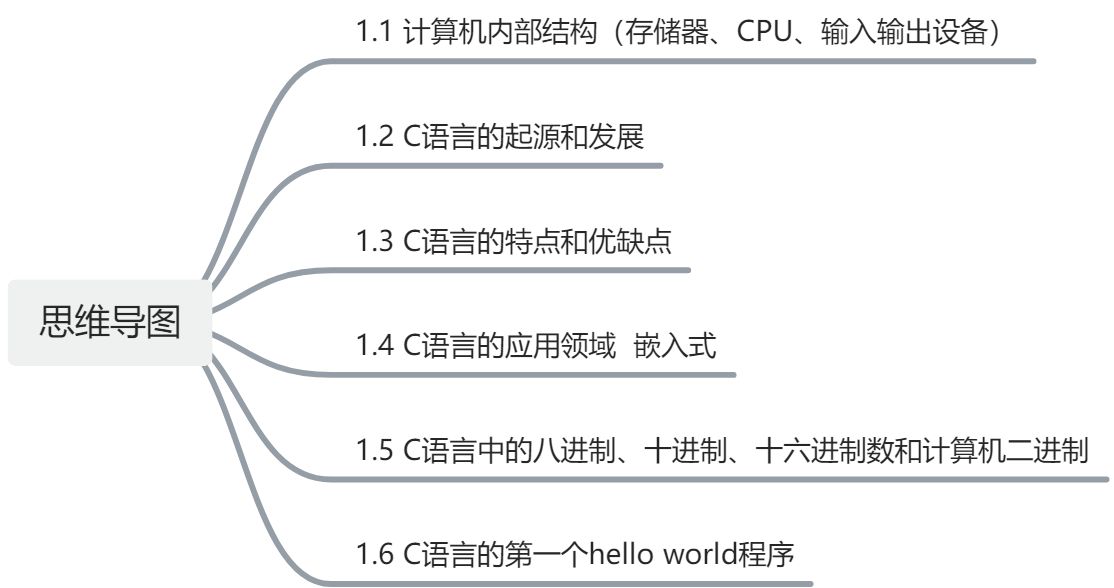 1.1 计算机内部结构（存储器、CPU、输入输出设备）
1.2 C语言的起源和发展
1.3 C语言的特点和优缺点
思维导图
1.4 C语言的应用领域 嵌入式
1.5 C语言中的八进制、十进制、十六进制数和计算机二进制
1.6 C语言的第一个hello world程序